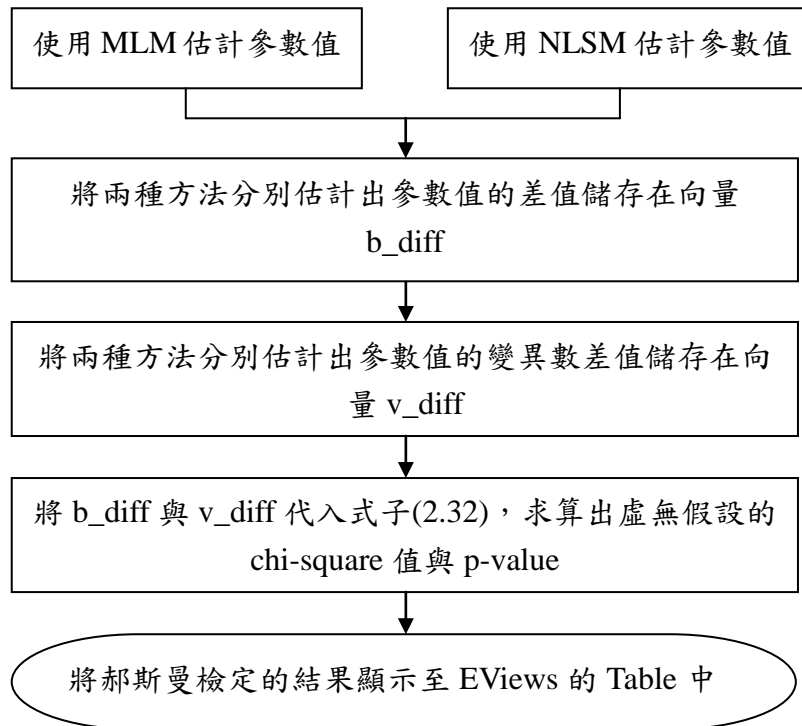 使用 MLM 估計參數值
使用 NLSM 估計參數值
將兩種方法分別估計出參數值的差值儲存在向量
b_diff
將兩種方法分別估計出參數值的變異數差值儲存在向
量 v_diff
將 b_diff 與 v_diff 代入式子(2.32),求算出虛無假設的
chi-square 值與 p-value
將郝斯曼檢定的結果顯示至 EViews 的 Table 中